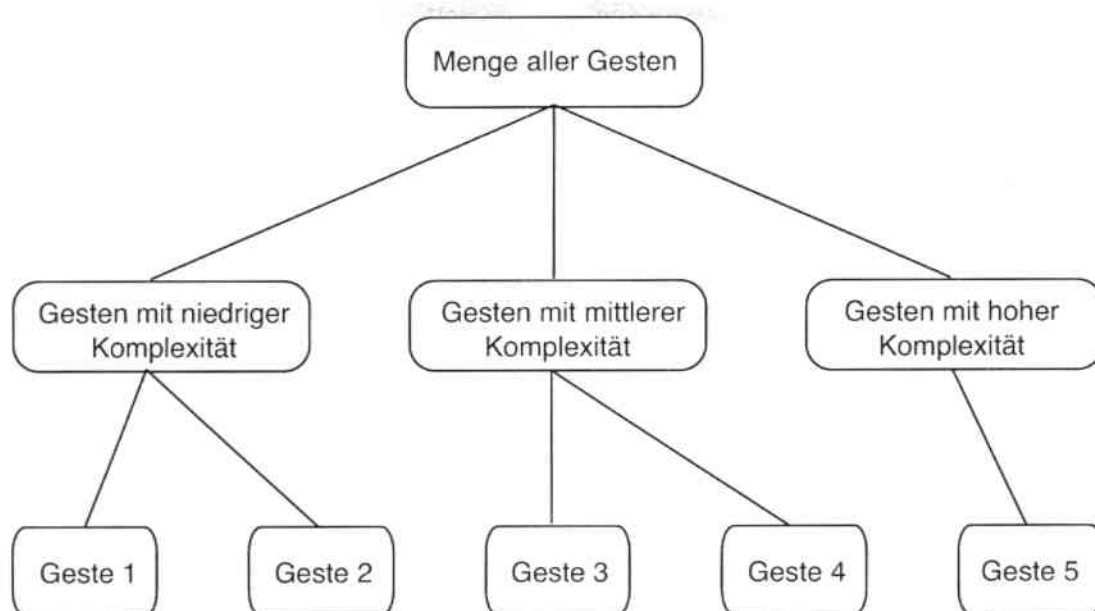 Menge aller Gesten
Gesten mit niedriger
Komplexität
Gesten mit mittlerer
Komplexität
Gesten mit hoher
Komplexität
Geste 1
Geste 2
Geste 3
Geste 4
Geste 5